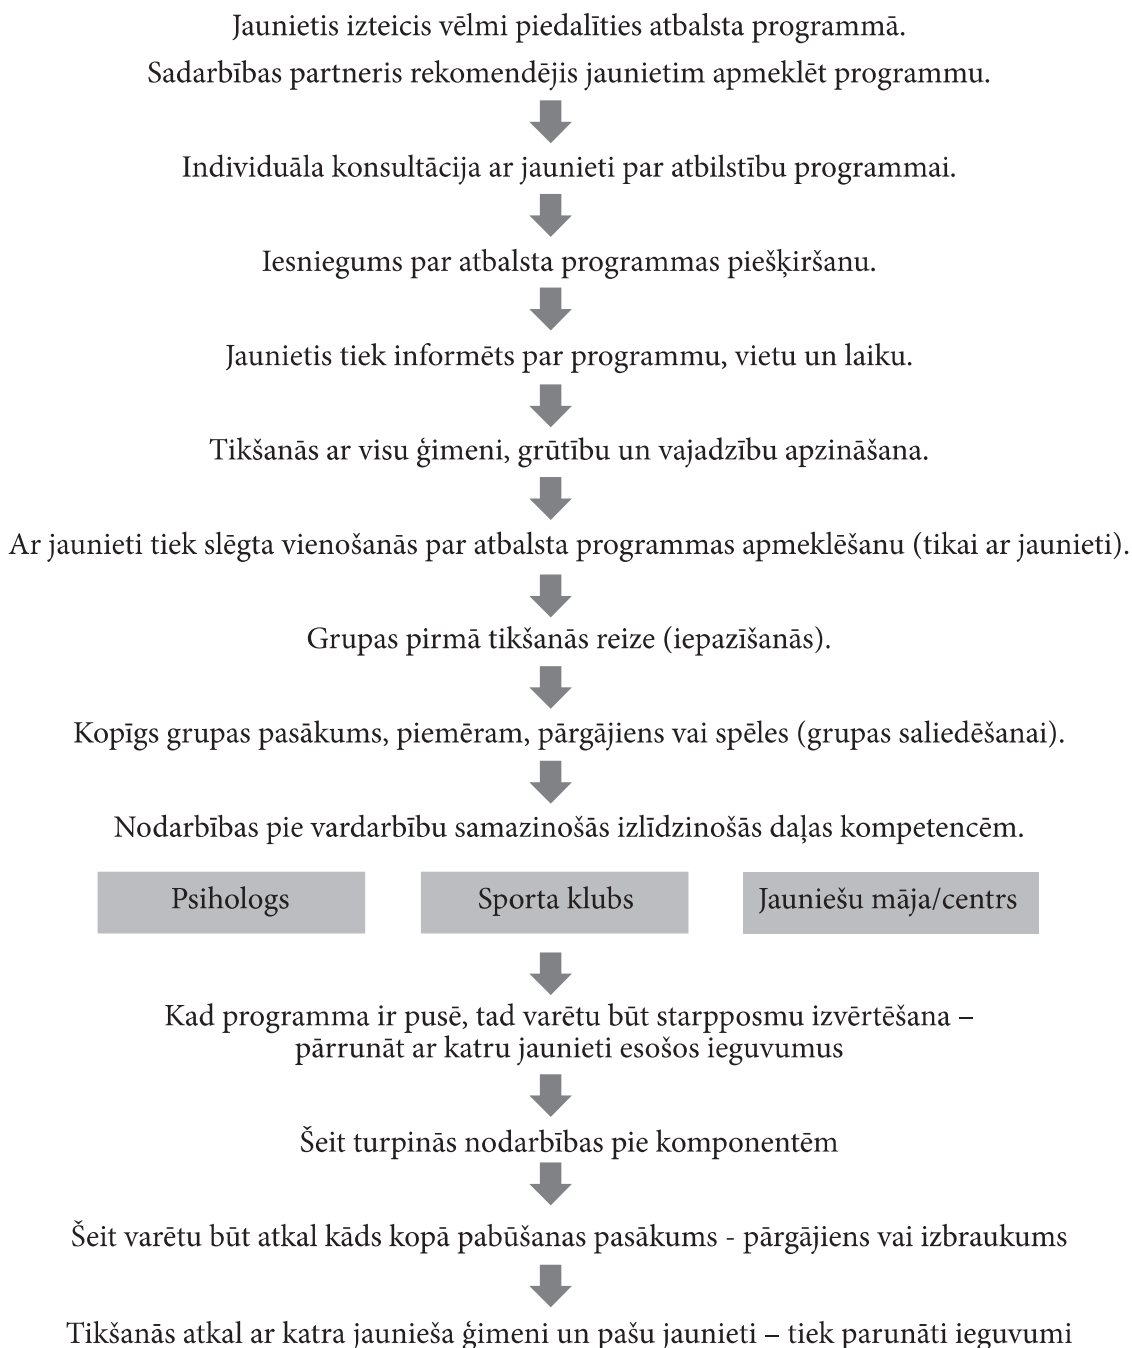 Jaunietis izteicis vēlmi piedalīties atbalsta programmā.
Sadarbības partneris rekomendējis jaunietim apmeklēt programmu.
Individuāla konsultācija ar jaunieti par atbilstību programmai.
Iesniegums par atbalsta programmas piešķiršanu.
Jaunietis tiek informēts par programmu, vietu un laiku.
Tikšanās ar visu ģimeni, grūtību un vajadzību apzināšana.
Ar jaunieti tiek slēgta vienošanās par atbalsta programmas apmeklēšanu (tikai ar jaunieti).
Grupas pirmā tikšanās reize (iepazīšanās).
Kopīgs grupas pasākums, piemēram, pārgājiens vai spēles (grupas saliedēšanai).
Nodarbības pie vardarbību samazinošās izlīdzinošās daļas kompetencēm.
Psihologs
Sporta klubs
Jauniešu māja/centrs
Kad programma ir pusē, tad varētu būt starpposmu izvērtēšana –
pārrunāt ar katru jaunieti esošos ieguvumus
Šeit turpinās nodarbības pie komponentēm
Šeit varētu būt atkal kāds kopā pabūšanas pasākums - pārgājiens vai izbraukums
Tikšanās atkal ar katra jaunieša ģimeni un pašu jaunieti – tiek parunāti ieguvumi